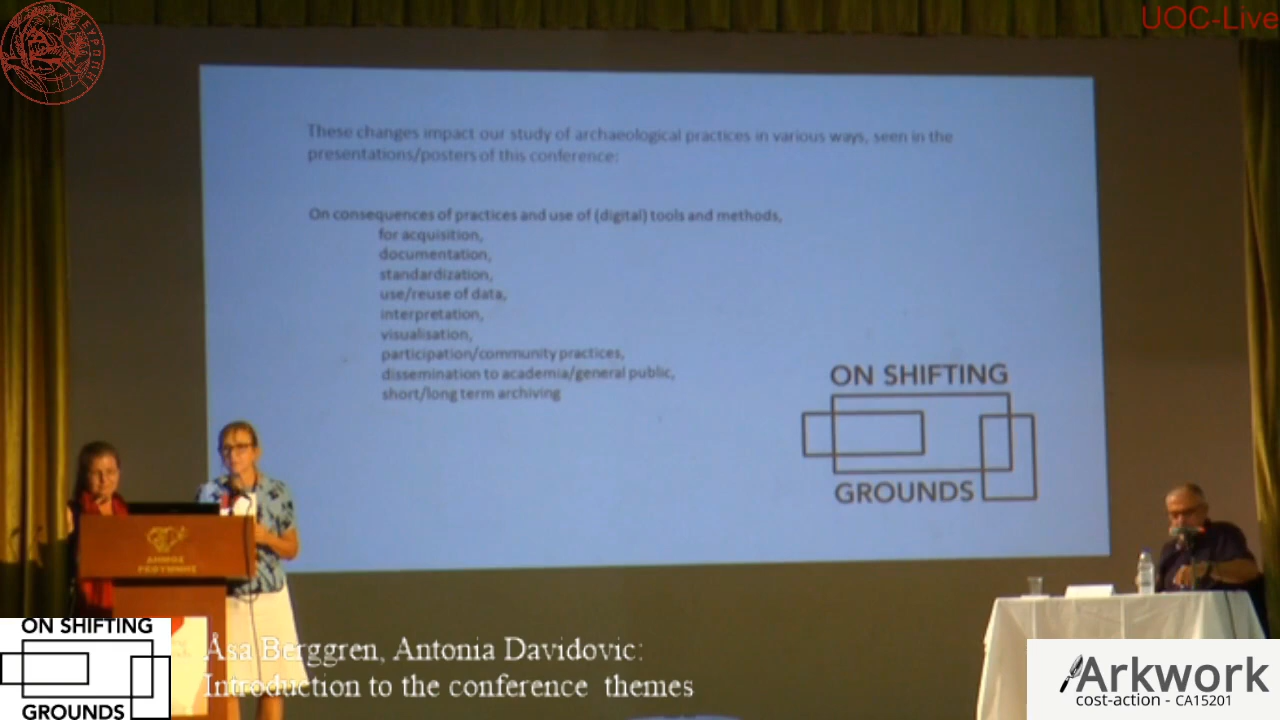 UOC-Live
These changes impact our study of archaeological practices in various ways, seen in the
presentations/posters of this conference:
On consequences of practices and use of (digital) tools and methods,
for acquisition,
documentation,
standardization,
use/reuse of data,
interpretation,
visualisation,
participation/community practices,
dissemination to academia/general public,
short/long term archiving
ON SHIFTING
GROUNDS
ΔΗΜΟΣ
ΡΕΘΥΜΝΗΣ
ON SHIFTING
GROUNDS
Åsa Berggren, Antonia Davidovic:
Introduction to the conference themes
Arkwork
cost-action - CA15201